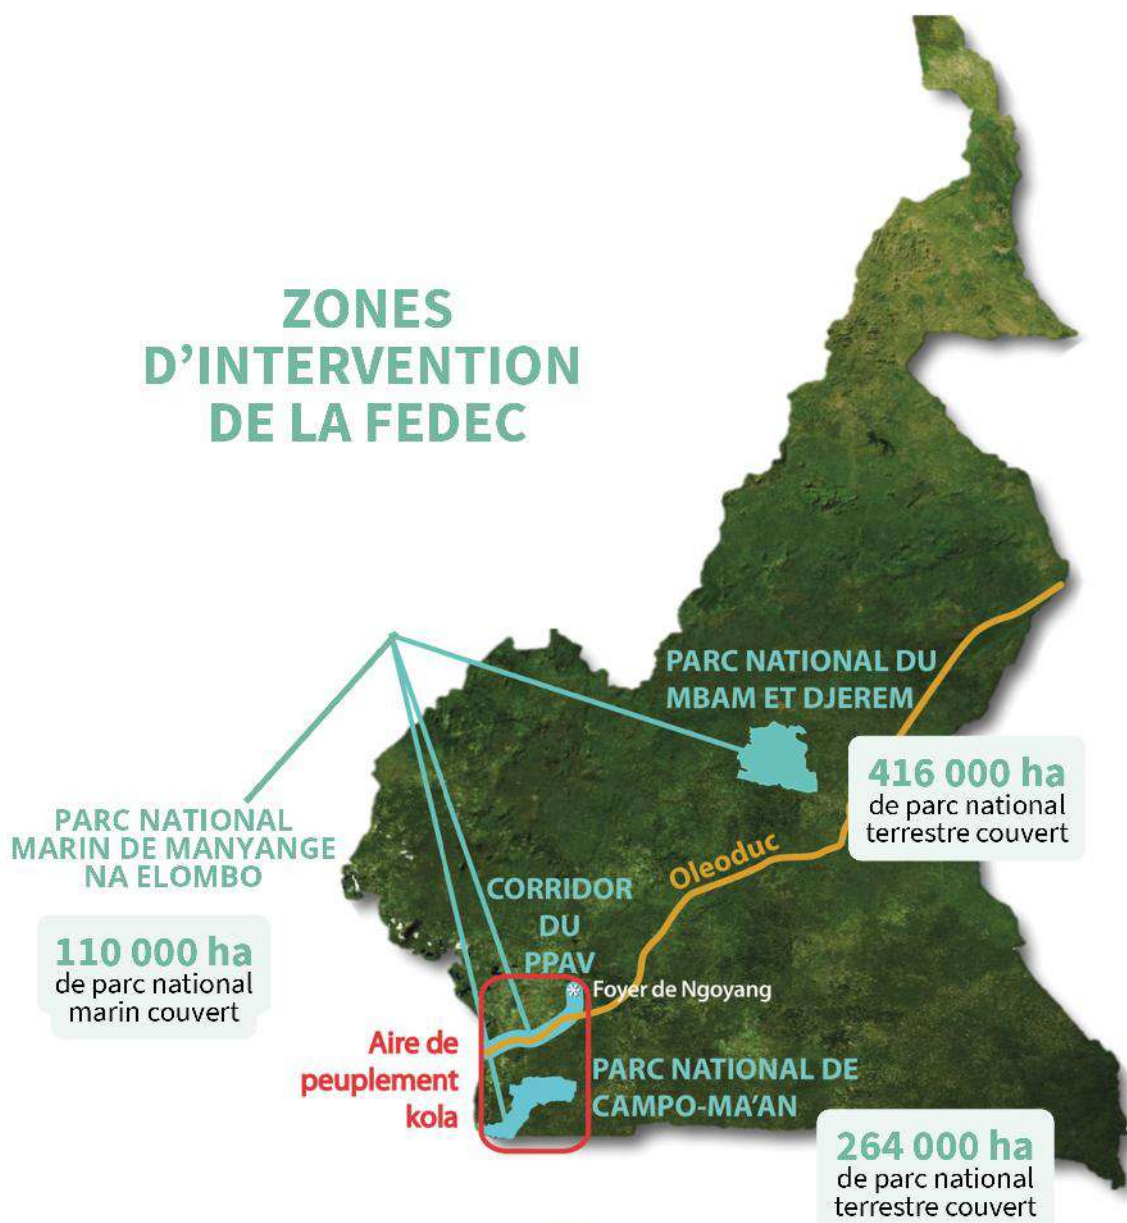 ZONES
D'INTERVENTION
DE LA FEDEC
PARC NATIONAL DU
MBAM ET DJEREM
416 000 ha
de parc national
terrestre couvert
PARC NATIONAL
MARIN DE MANYANGE
NA ELOMBO
110 000 ha
de parc national
marin couvert
Oleoduc
CORRIDOR
DU
PPAV
Foyer de Ngoyang
Aire de
peuplement
kola
PARC NATIONAL DE
CAMPO-MA'AN
264 000 ha
de parc national
terrestre couvert